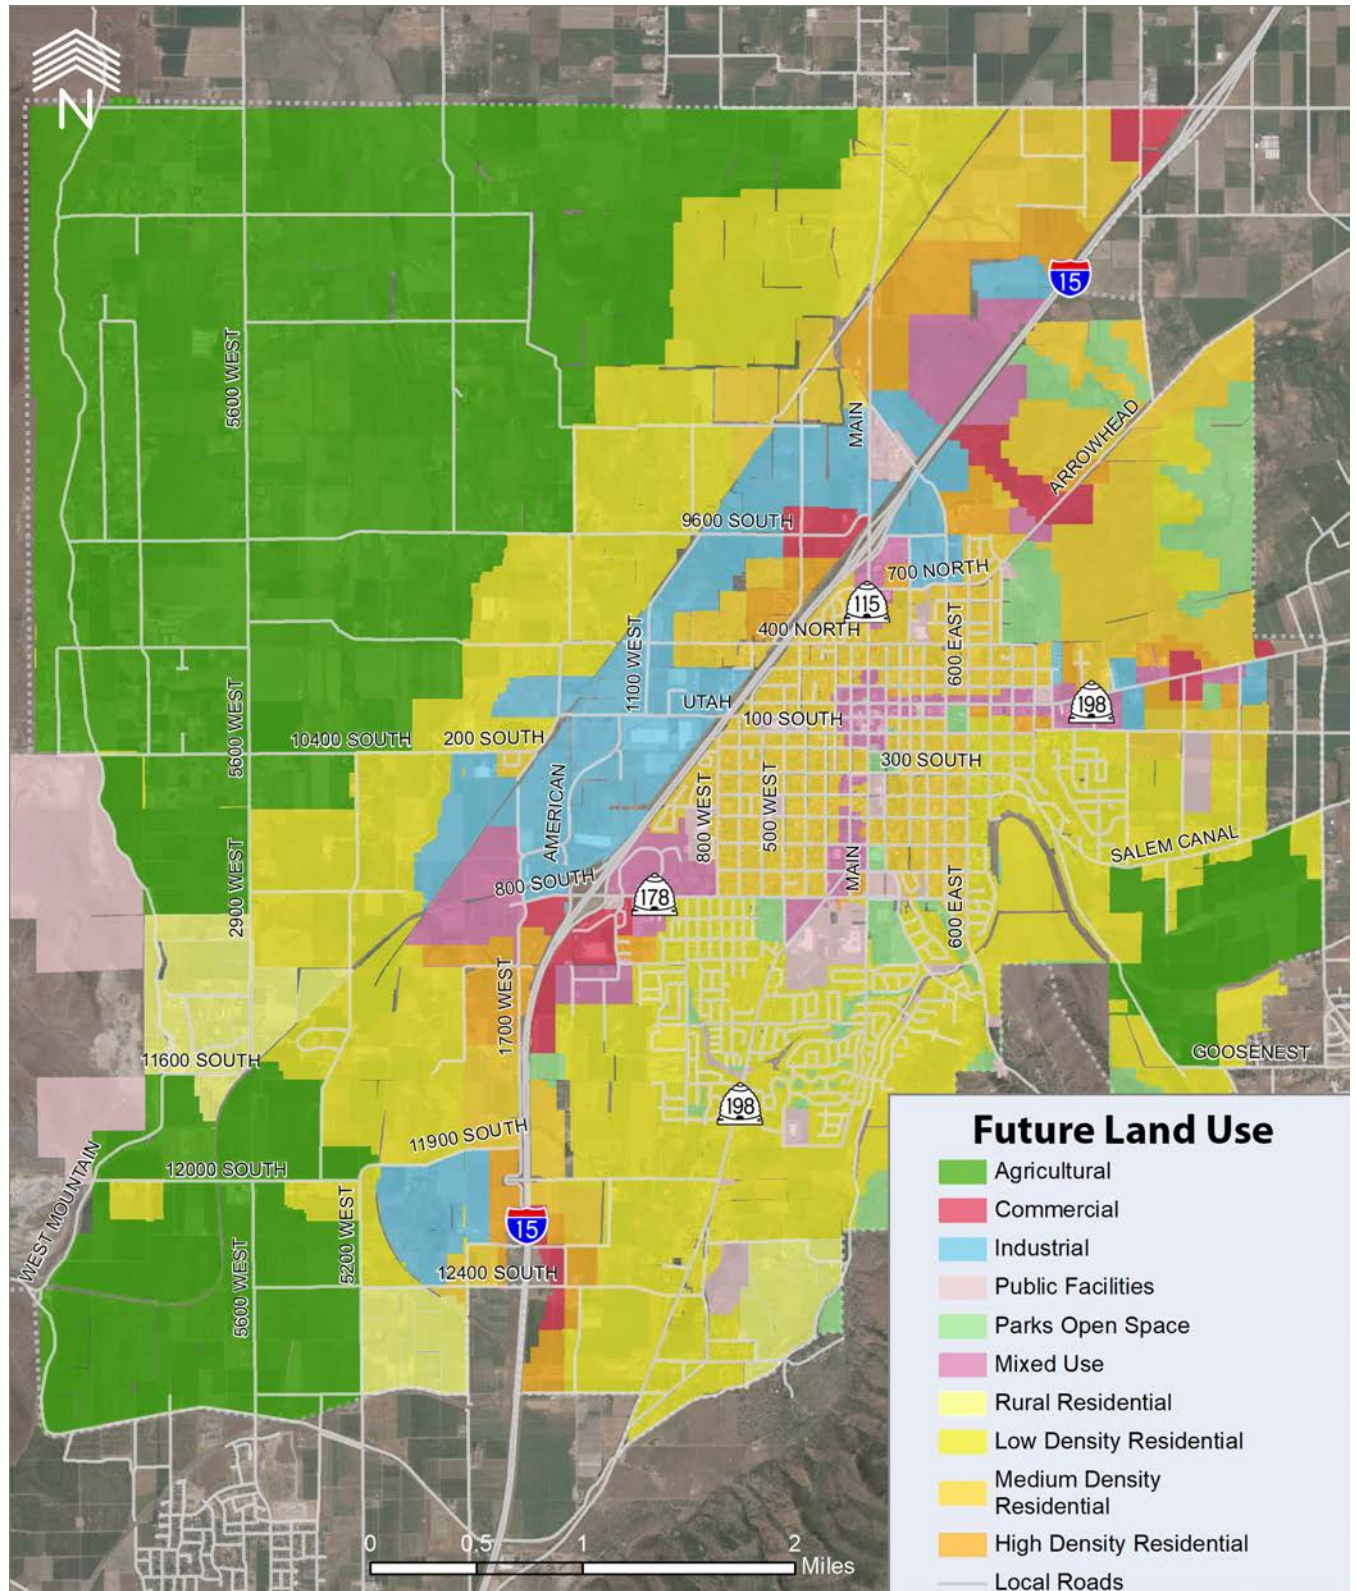 N
15
5600 WEST
MAIN
ARROWHEAD
9600 SOUTH
700 NORTH
115
400 NORTH
600 EAST
1100 WEST
UTAH
198
100 SOUTH
5600 WEST
10400 SOUTH
200 SOUTH
300 SOUTH
AMERICAN
800 WEST
500 WEST
SALEM CANAL
2900 WEST
800 SOUTH
178
MAIN
600 EAST
1700 WEST
11600 SOUTH
GOOSENEST
198
11900 SOUTH
12000 SOUTH
WEST MOUNTAIN
5200 WEST
15
5600 WEST
12400 SOUTH
0 0.5 1 2
Miles
Future Land Use
Agricultural
Commercial
Industrial
Public Facilities
Parks Open Space
Mixed Use
Rural Residential
Low Density Residential
Medium Density
Residential
High Density Residential
Local Roads